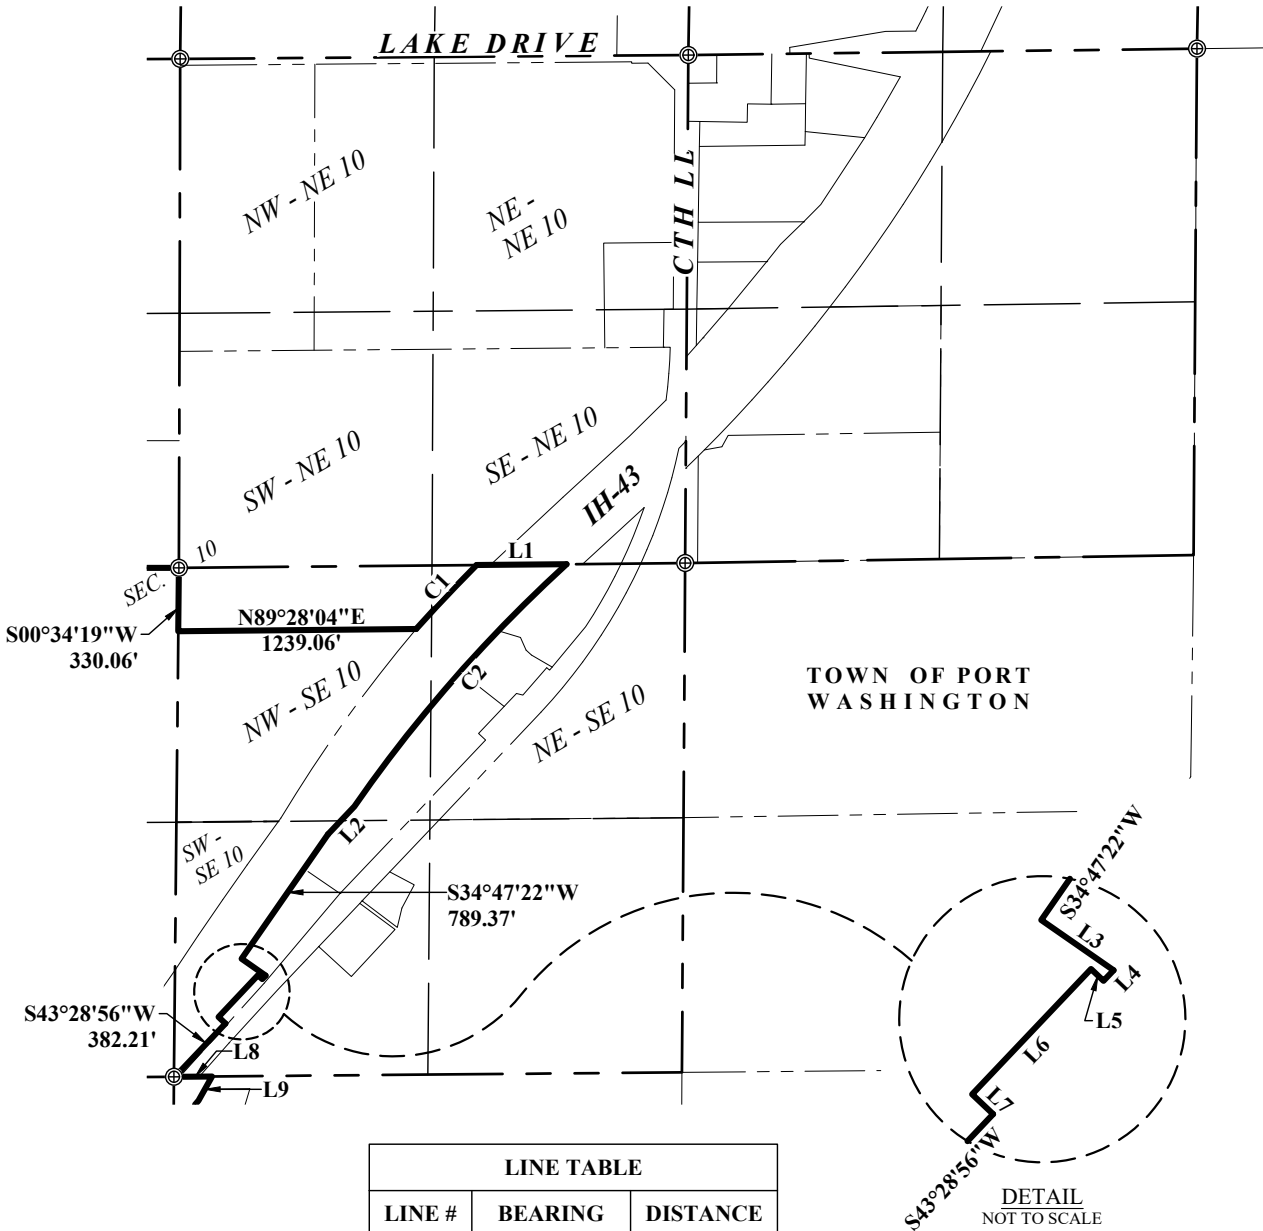 LAKE DRIVE
NW - NE 10
NE -
NE 10
CTH LL
SW - NE 10
SE - NE 10
IH-43
SEC. 10
L1
C1
S00°34'19"W
330.06'
N89°28'04"E
1239.06'
C2
NW - SE 10
NE - SE 10
TOWN OF PORT
WASHINGTON
L2
SW -
SE 10
S34°47'22"W
789.37'
S43°28'56"W
382.21'
L8
L9
S34°47'22"W
L3
L4
L5
L6
L7
S43°28'56"W
DETAIL
NOT TO SCALE
LINE TABLE
LINE # BEARING DISTANCE